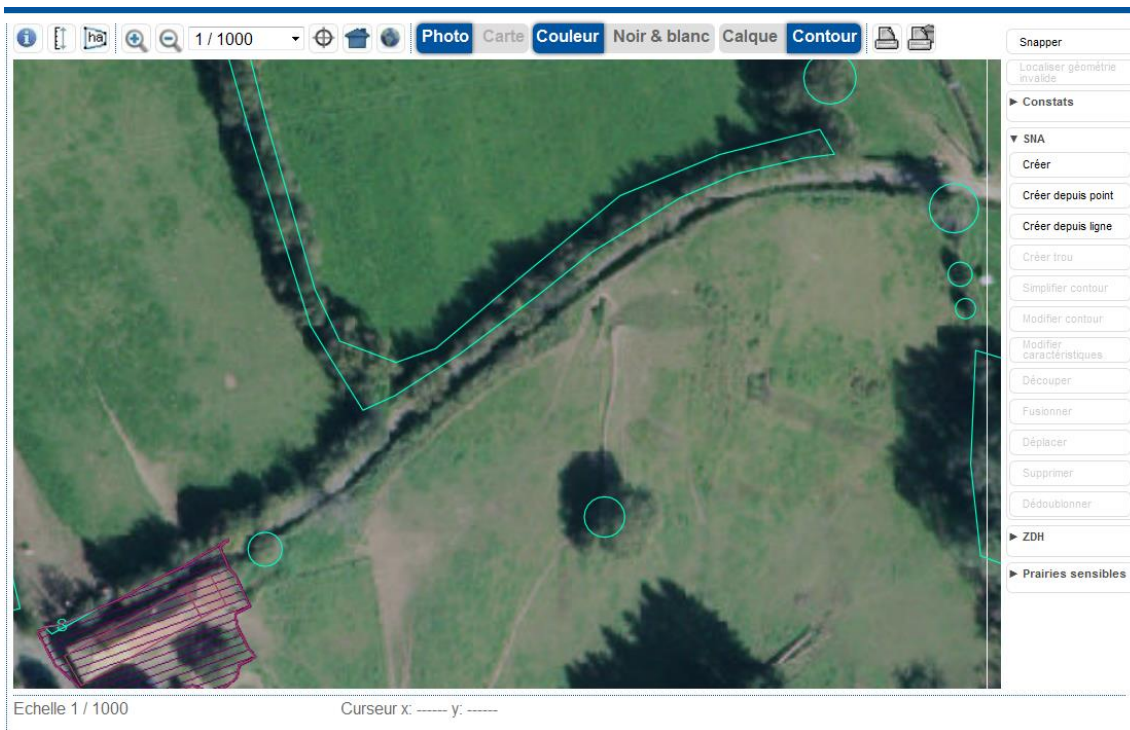 i ha 1 / 1000 Photo Carte Couleur Noir & blanc Calque Contour
Snapper
Localiser géométrie
invalide
► Constats
▼ SNA
Créer
Créer depuis point
Créer depuis ligne
Créer trou
Simplifier contour
Modifier contour
Modifier
caractéristiques
Découper
Fusionner
Déplacer
Supprimer
Dédoublonner
► ZDH
► Prairies sensibles
S
Echelle 1 / 1000 Curseur x: ------ y: ------